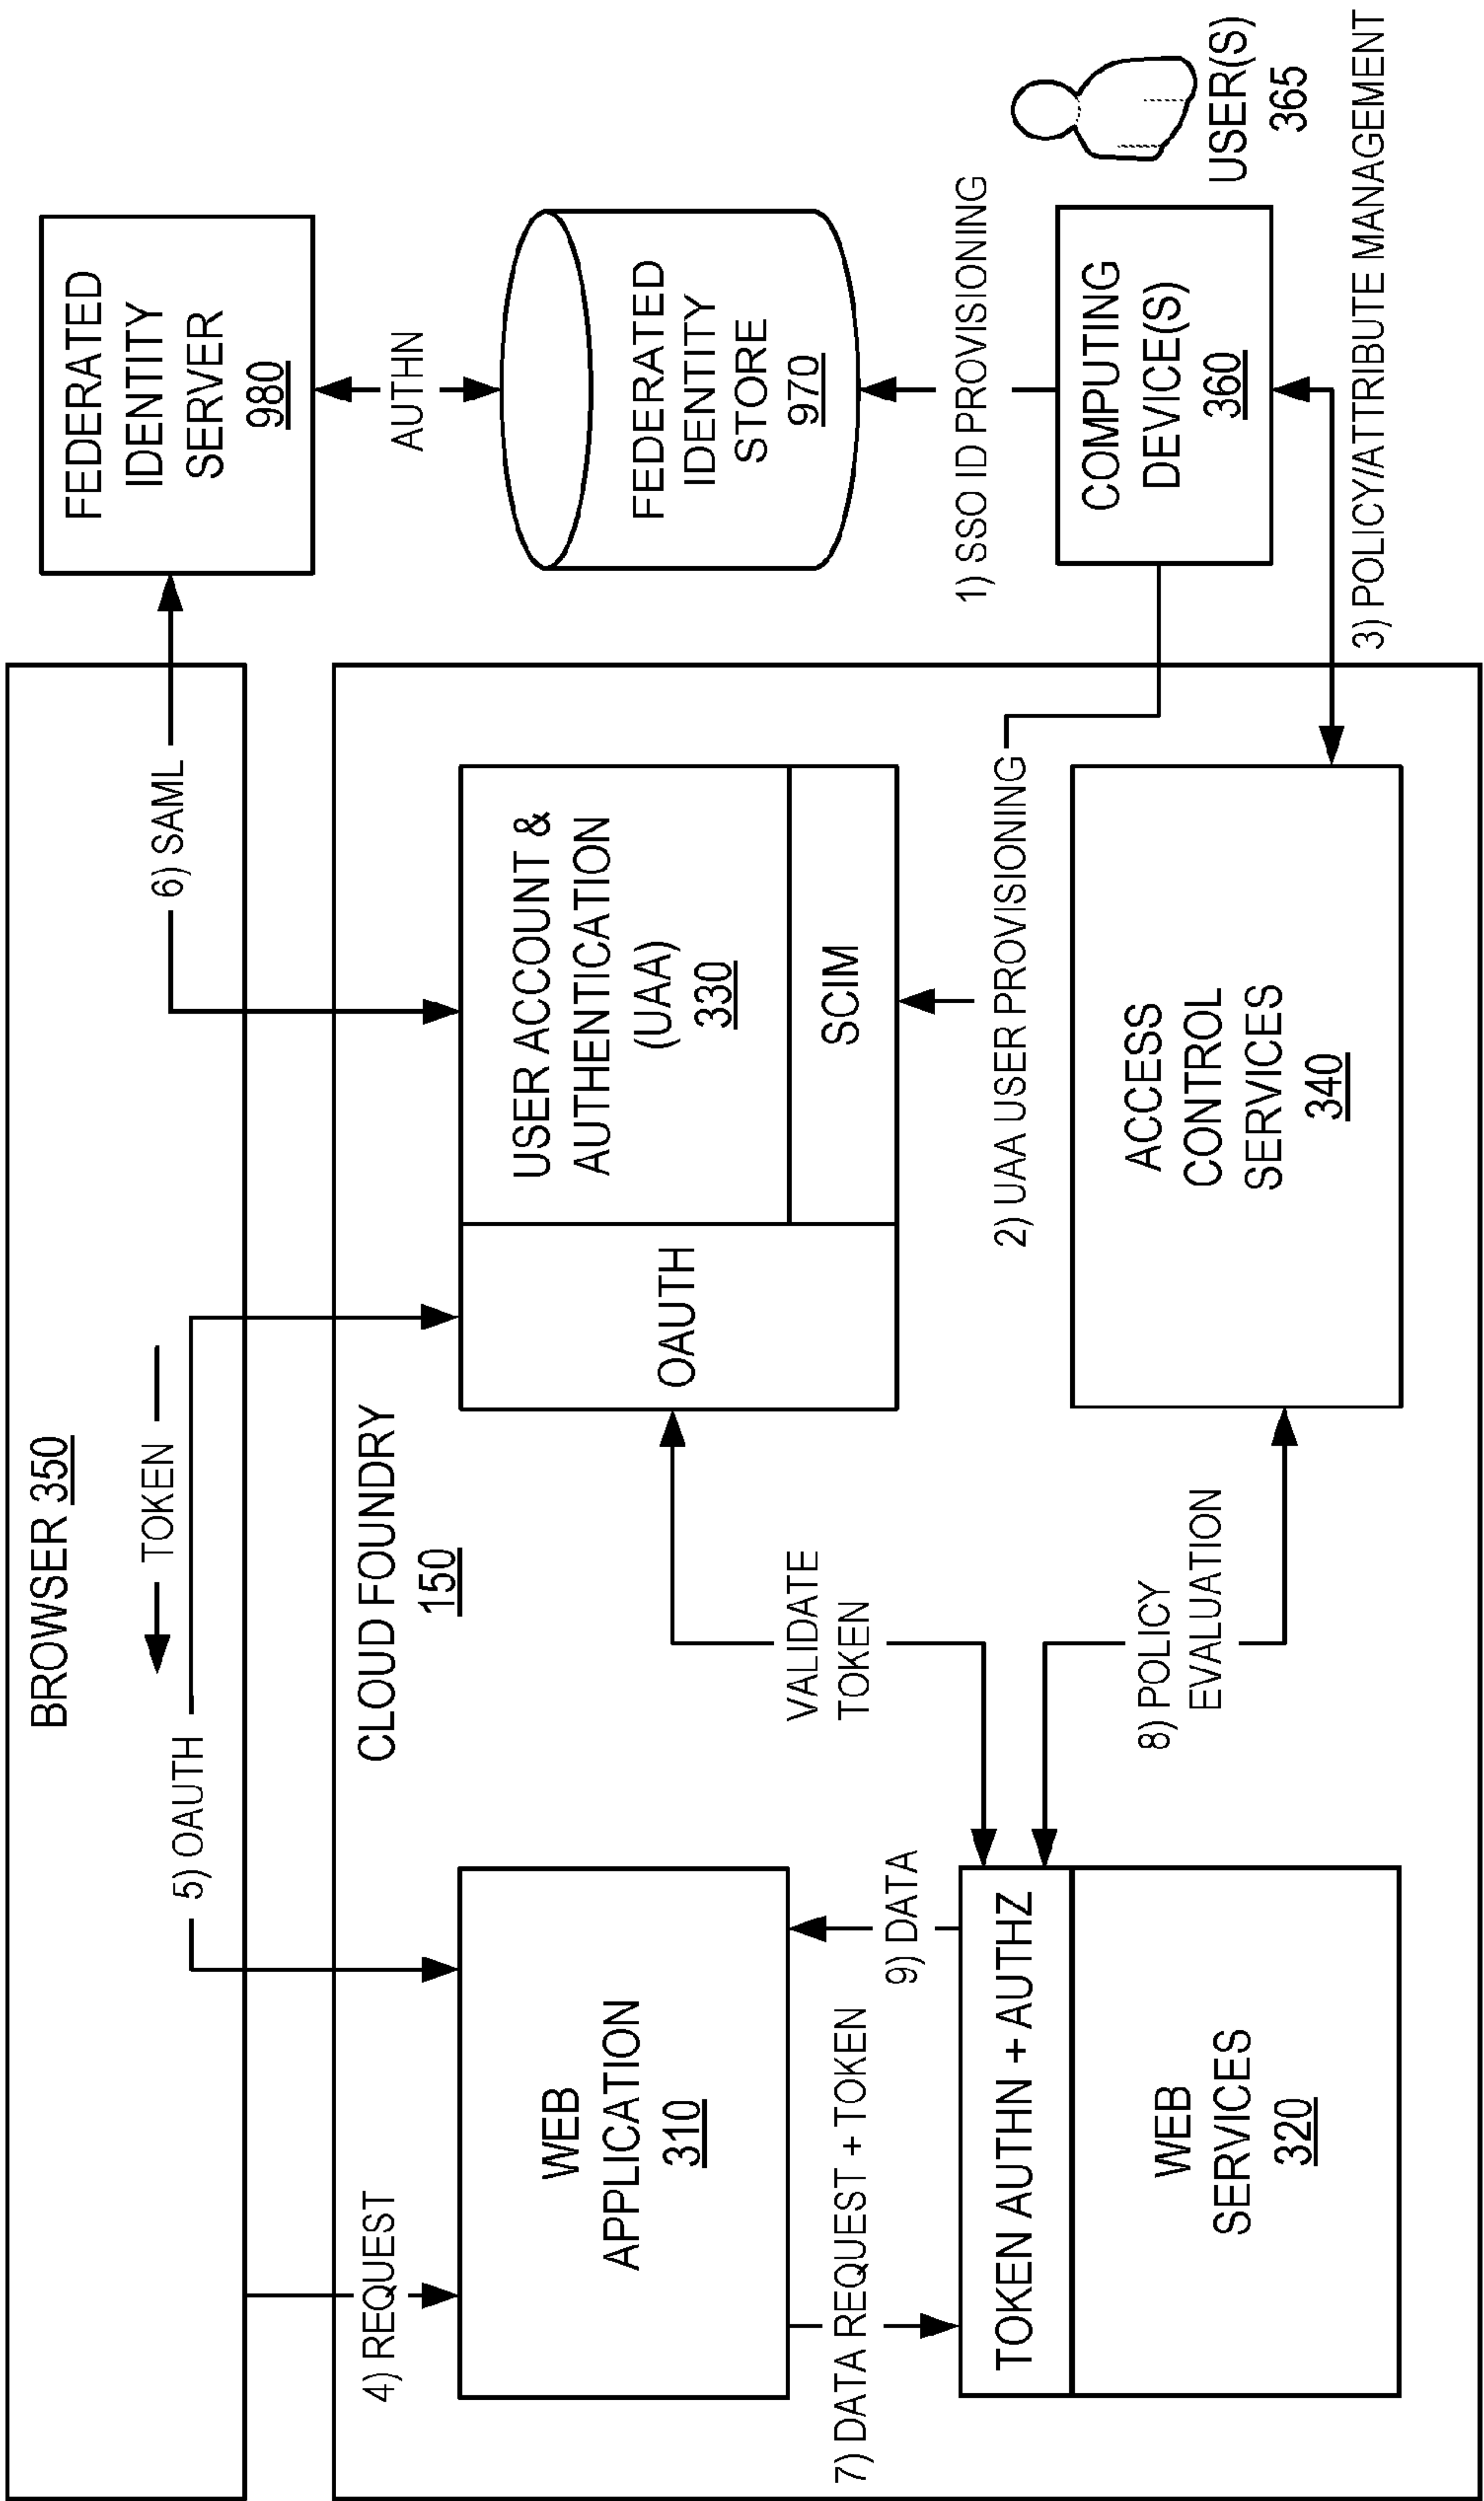 BROWSER 350
TOKEN
5) OAUTH
6) SAML
FEDERATED
IDENTITY
SERVER
980
AUTHN
FEDERATED
IDENTITY
STORE
970
1) SSO ID PROVISIONING
COMPUTING
DEVICE(S)
360
USER(S)
365
3) POLICY/ATTRIBUTE MANAGEMENT
CLOUD FOUNDRY
150
4) REQUEST
WEB
APPLICATION
310
USER ACCOUNT &
AUTHENTICATION
(UAA)
330
OAUTH
SCIM
2) UAA USER PROVISIONING
VALIDATE
TOKEN
7) DATA REQUEST + TOKEN
9) DATA
TOKEN AUTHN + AUTHZ
WEB
SERVICES
320
8) POLICY
EVALUATION
ACCESS
CONTROL
SERVICES
340